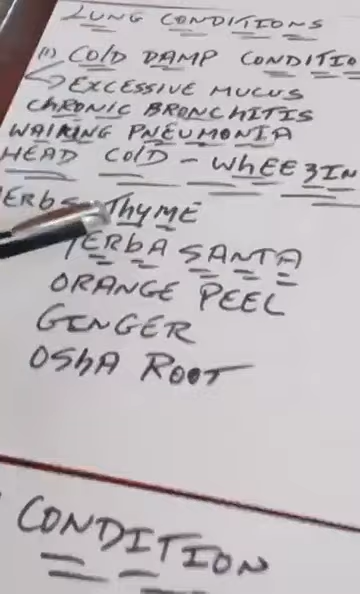 LUNG CONDITIONS
(1) COLD DAMP CONDITIO
→ EXCESSIVE MUCUS
CHRONIC BRONCHITIS
WALKING PNEUMONIA
HEAD COLD - WHEEZIN
ERbS Thyme
YERBA SANTA
ORANGE PEEL
GINGER
OShA ROOT
CONDITION